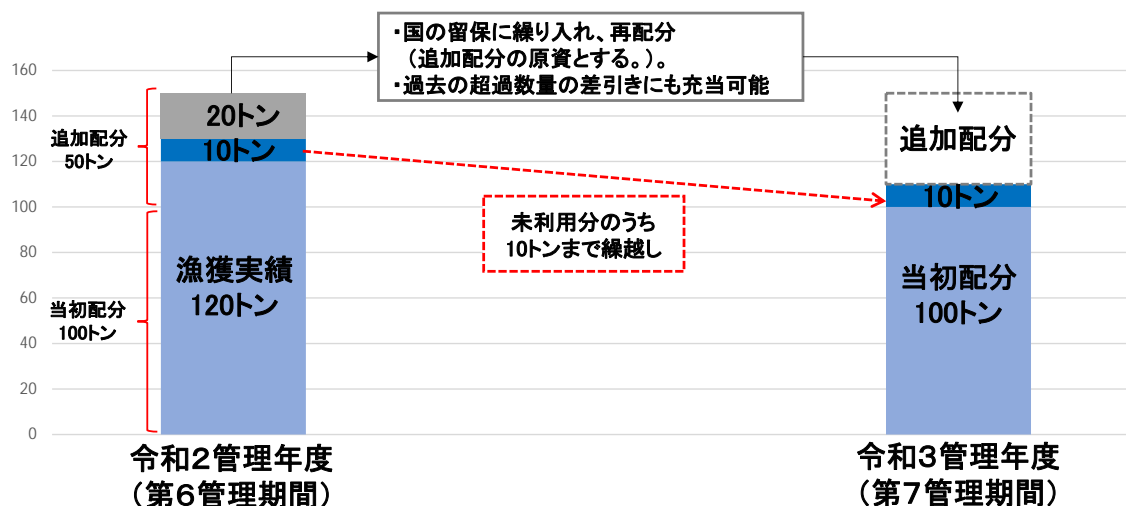 ・国の留保に繰り入れ、再配分
（追加配分の原資とする。）。
・過去の超過数量の差引きにも充当可能
160
140
120
100
80
60
40
20
0
追加配分
50トン
当初配分
100トン
20トン
10トン
漁獲実績
120トン
未利用分のうち
10トンまで繰越し
追加配分
10トン
当初配分
100トン
令和２管理年度
（第６管理期間）
令和３管理年度
（第７管理期間）